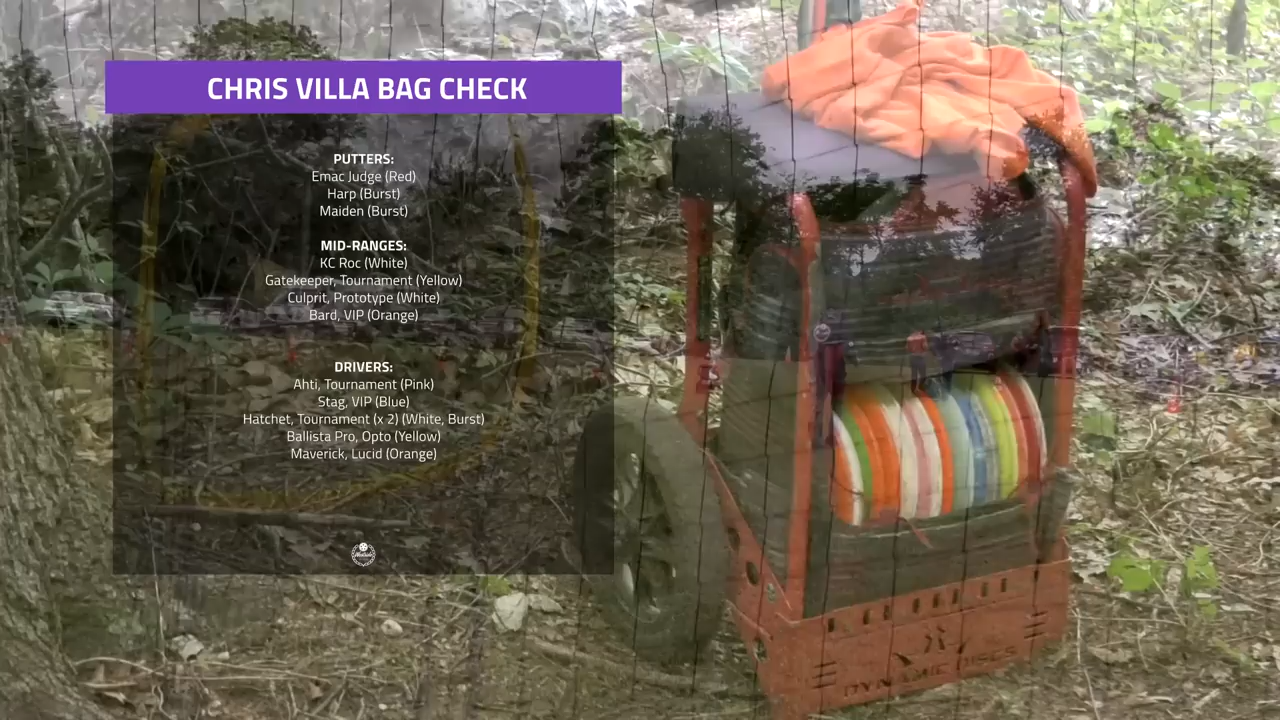 CHRIS VILLA BAG CHECK
PUTTERS:
Emac Judge (Red)
Harp (Burst)
Maiden (Burst)
MID-RANGES:
KC Roc (White)
Gatekeeper, Tournament (Yellow)
Culprit, Prototype (White)
Bard, VIP (Orange)
DRIVERS:
Ahti, Tournament (Pink)
Stag, VIP (Blue)
Hatchet, Tournament (x 2) (White, Burst)
Ballista Pro, Opto (Yellow)
Maverick, Lucid (Orange)
DYNAMIC DISCS